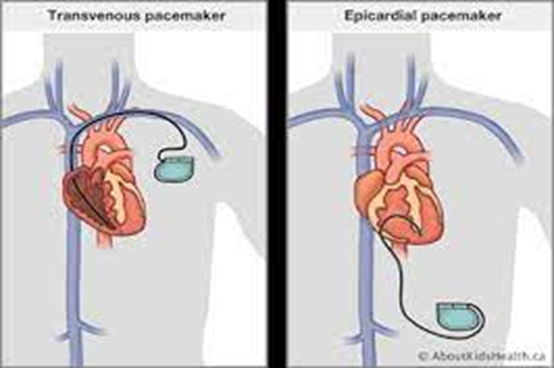 Transvenous pacemaker
Epicardial pacemaker
© AboutKidsHealth.ca